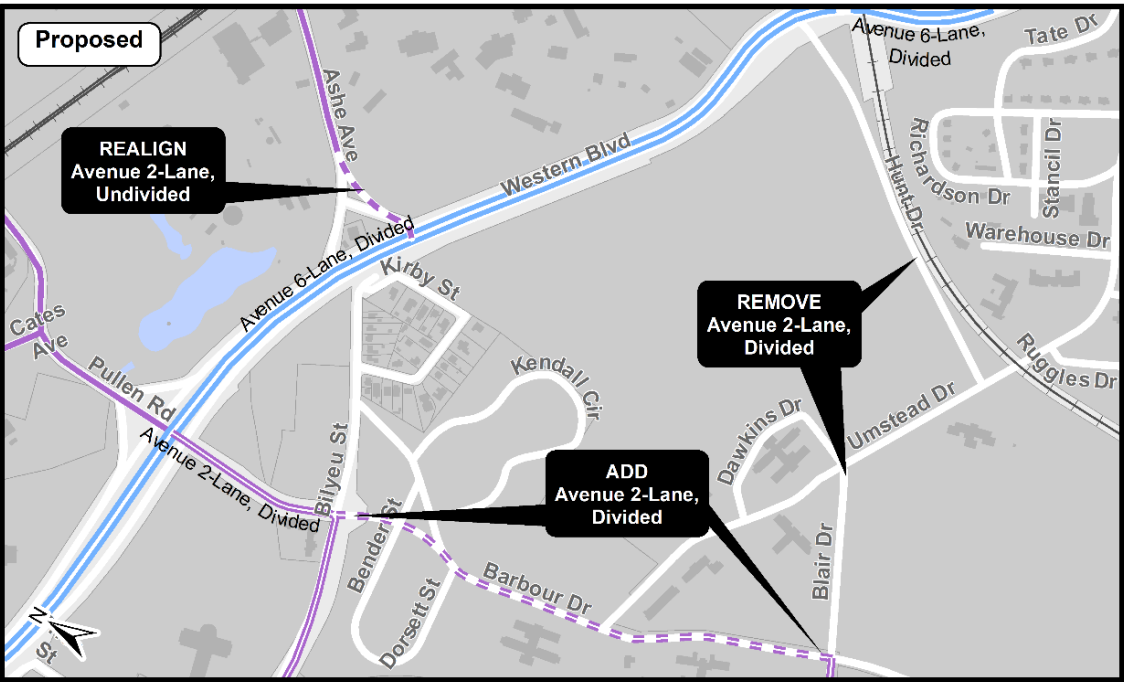 Proposed
Avenue 6-Lane,
Divided
Tate Dr
Ashe Ave
REALIGN
Avenue 2-Lane,
Undivided
Western Blvd
Richardson Dr
Stancil Dr
Hunt Dr
Warehouse Dr
Avenue 6-Lane, Divided
Kirby St
REMOVE
Avenue 2-Lane,
Divided
Cates
Ave
Pullen Rd
Kendall Cir
Ruggles Dr
Umstead Dr
Dawkins Dr
Avenue 2-Lane, Divided
Bilyeu St
ADD
Avenue 2-Lane,
Divided
Bender St
Barbour Dr
Blair Dr
Dorsett St
N
St